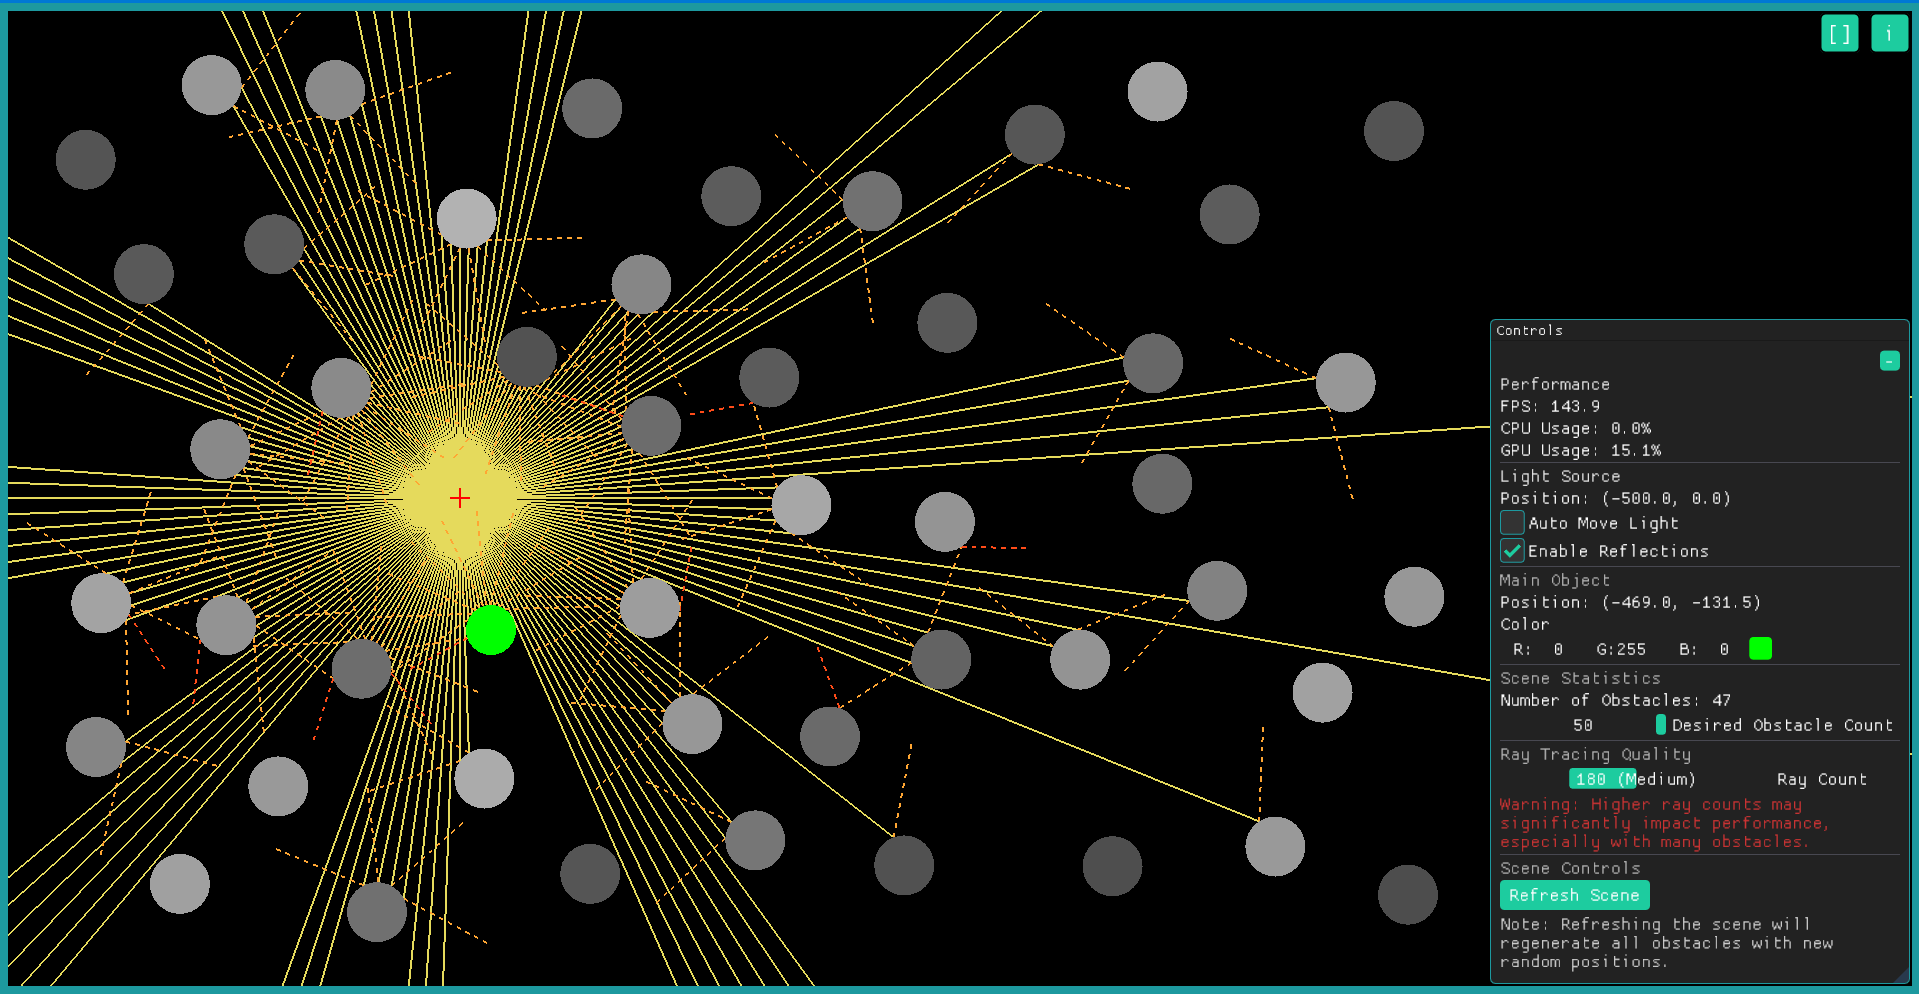 [] i
Controls
-
Performance
FPS: 143.9
CPU Usage: 0.0%
GPU Usage: 15.1%
Light Source
Position: (-500.0, 0.0)
Auto Move Light
Enable Reflections
Main Object
Position: (-469.0, -131.5)
Color
R: 0 G:255 B: 0
Scene Statistics
Number of Obstacles: 47
50 Desired Obstacle Count
Ray Tracing Quality
180 (Medium) Ray Count
Warning: Higher ray counts may
significantly impact performance,
especially with many obstacles.
Scene Controls
Refresh Scene
Note: Refreshing the scene will
regenerate all obstacles with new
random positions.